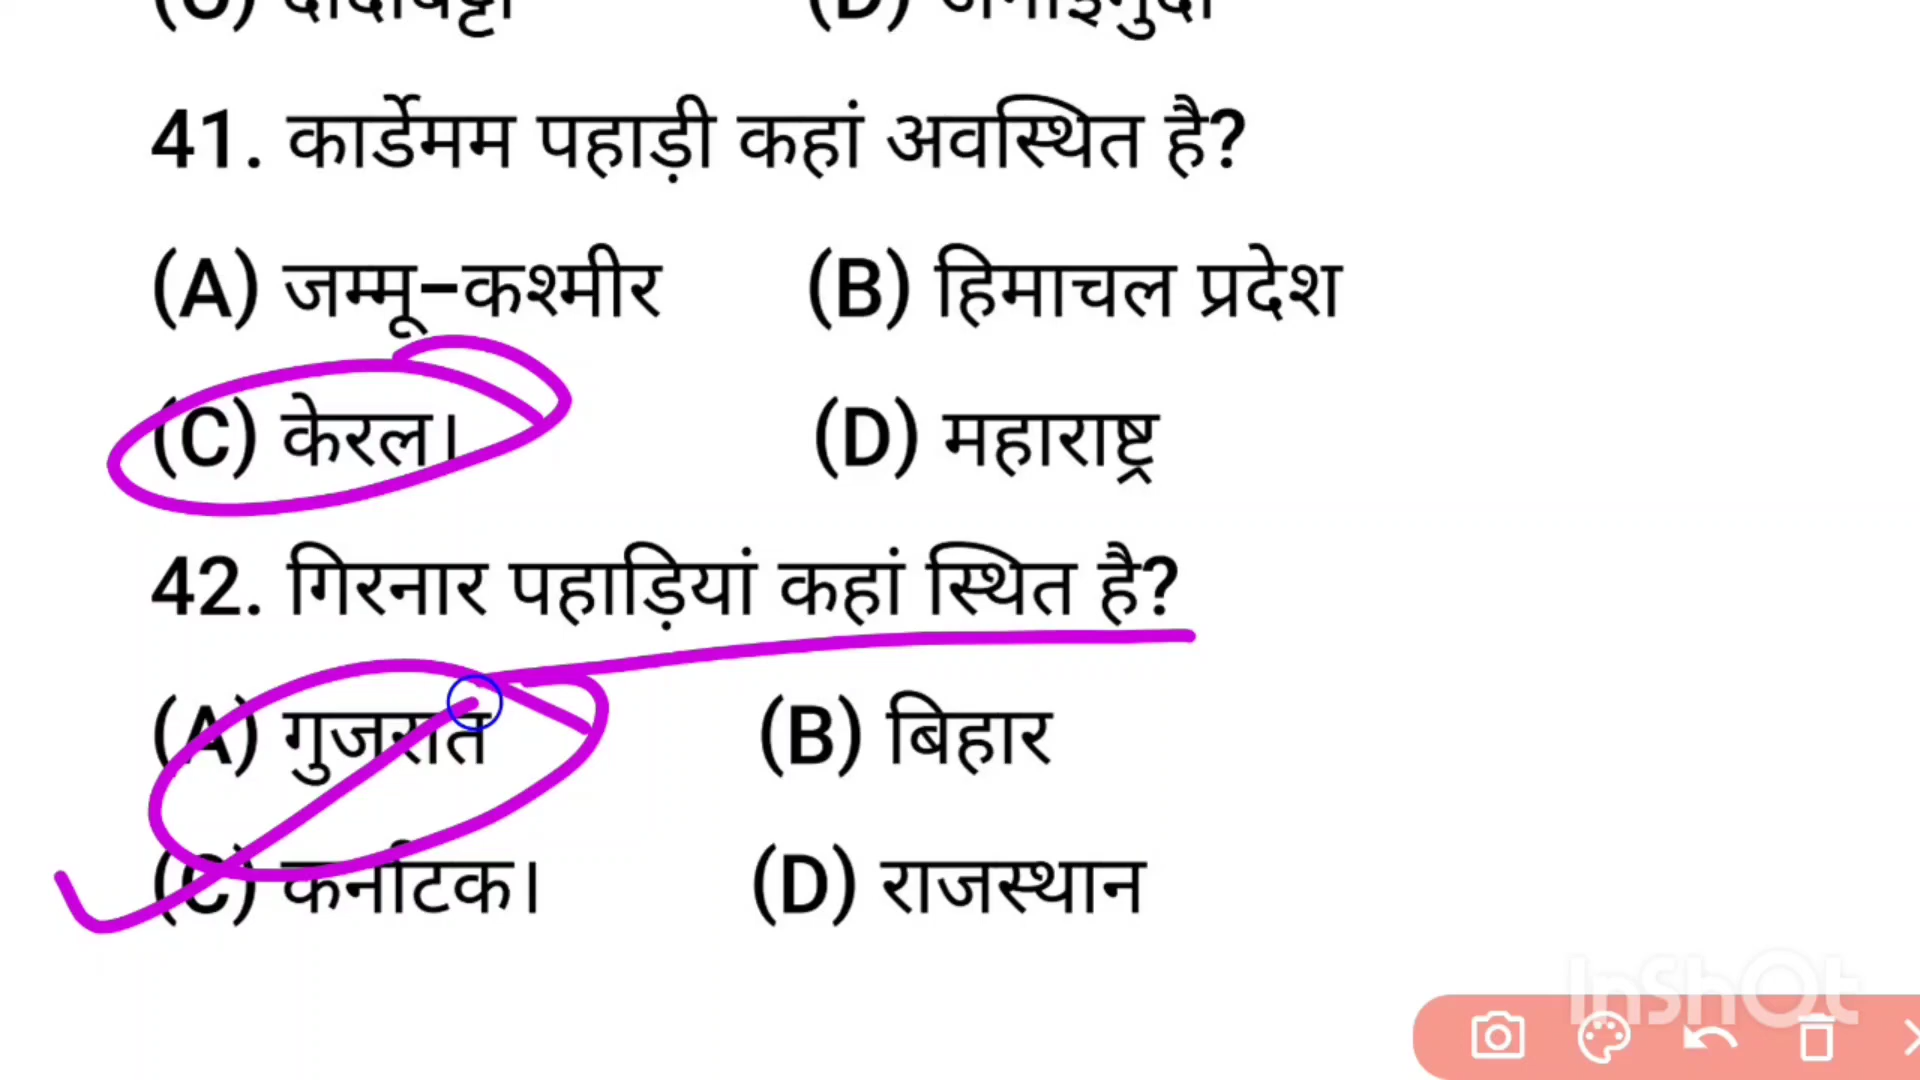 41. कार्डेमम पहाड़ी कहां अवस्थित है?
(A) जम्मू-कश्मीर (B) हिमाचल प्रदेश
(C) केरल। (D) महाराष्ट्र
42. गिरनार पहाड़ियां कहां स्थित है?
(A) गुजरात (B) बिहार
(C) कर्नाटक। (D) राजस्थान
InShOt